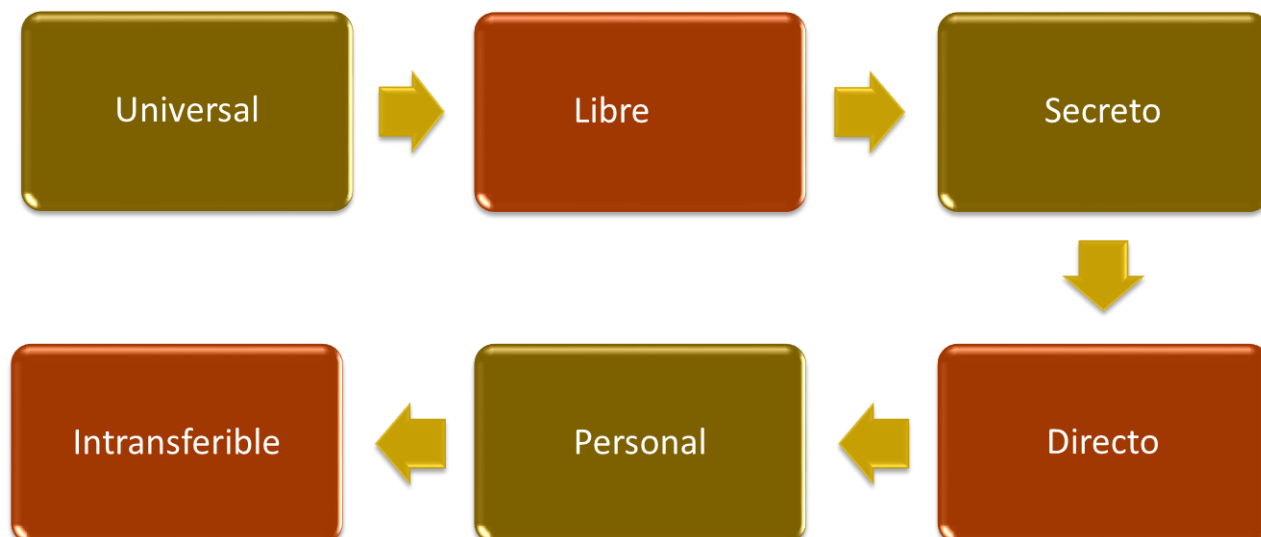 Universal
Libre
Secreto
Directo
Personal
Intransferible